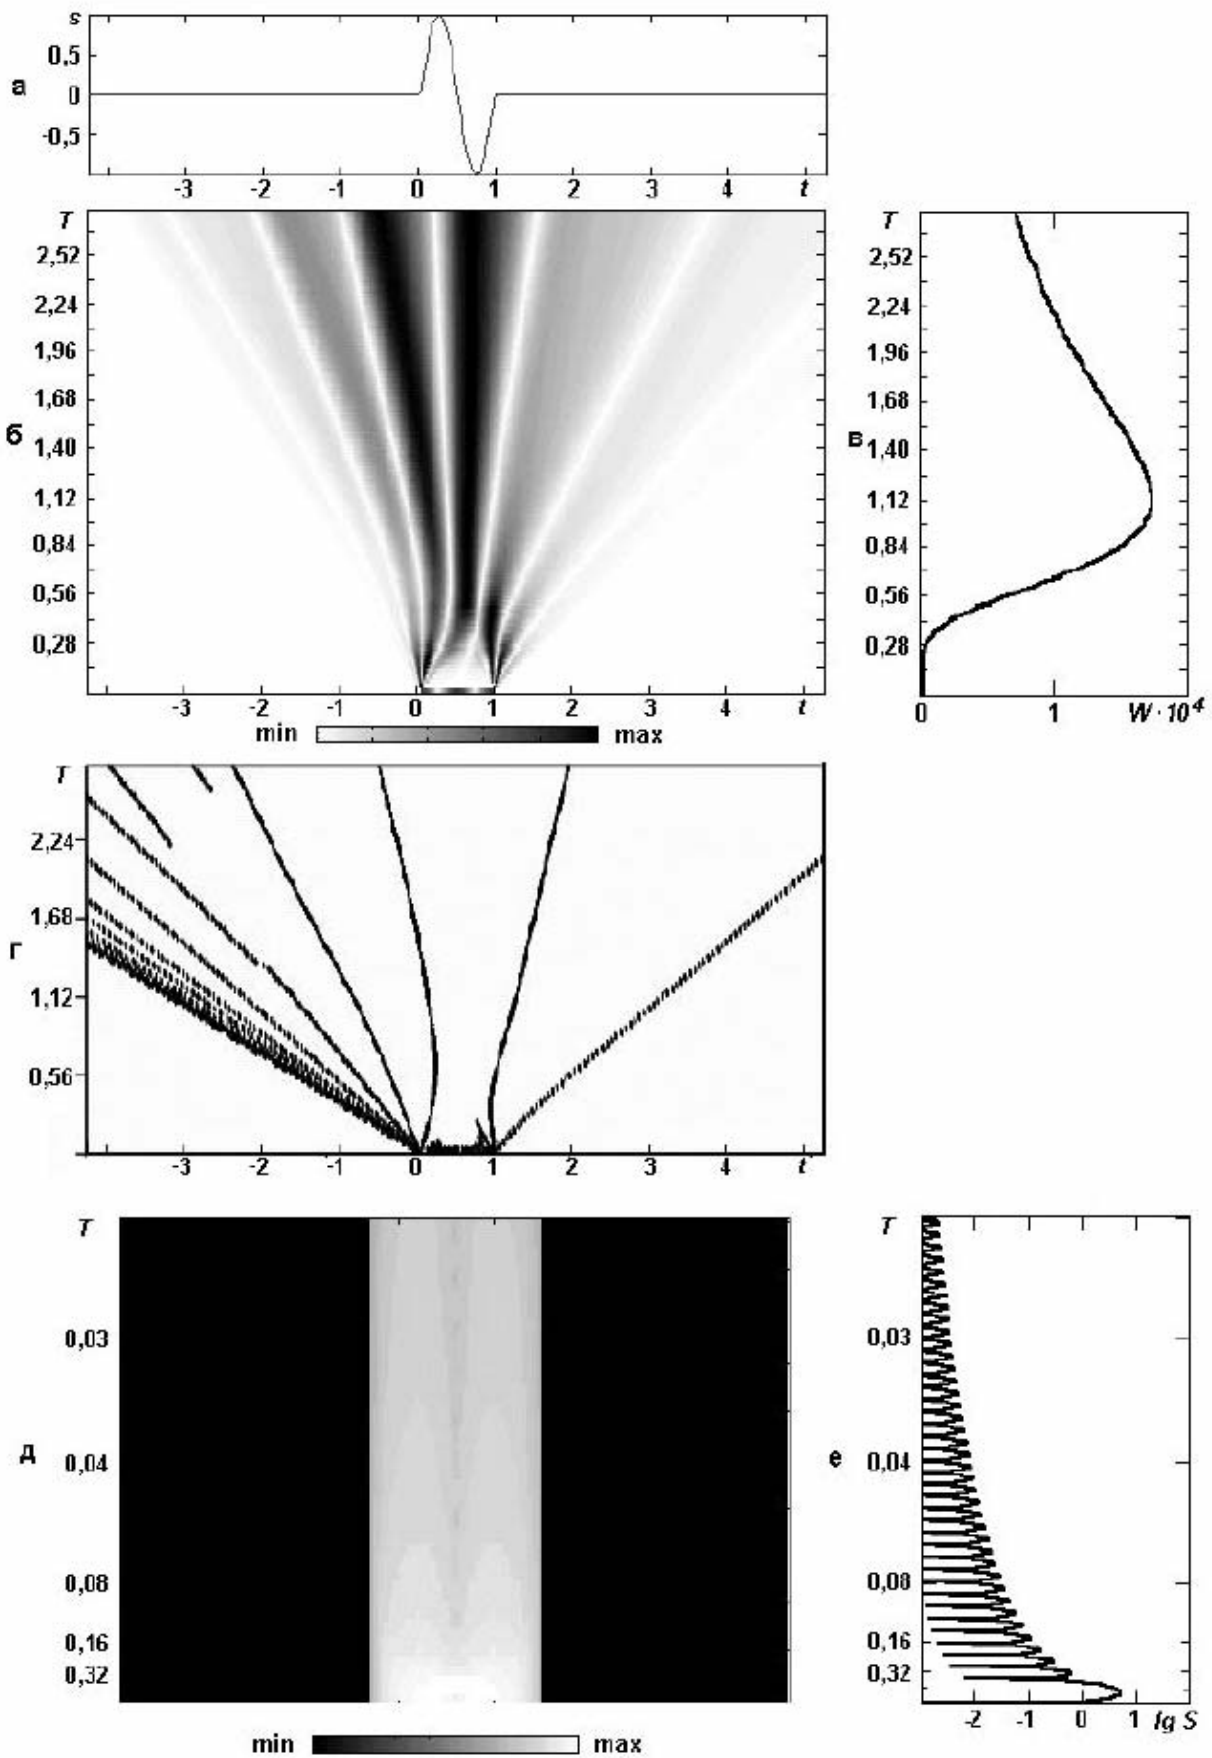 s
0,5
а 0
-0,5
-3 -2 -1 0 1 2 3 4 t
T
2,52
2,24
1,96
1,68
б 1,40
1,12
0,84
0,56
0,28
-3 -2 -1 0 1 2 3 4 t
min max
T
2,52
2,24
1,96
1,68
в 1,40
1,12
0,84
0,56
0,28
0 1 W·10⁴
T
2,24
1,68
г
1,12
0,56
-3 -2 -1 0 1 2 3 4 t
T
0,03
д 0,04
0,08
0,16
0,32
min max
T
0,03
е 0,04
0,08
0,16
0,32
-2 -1 0 1 lg S